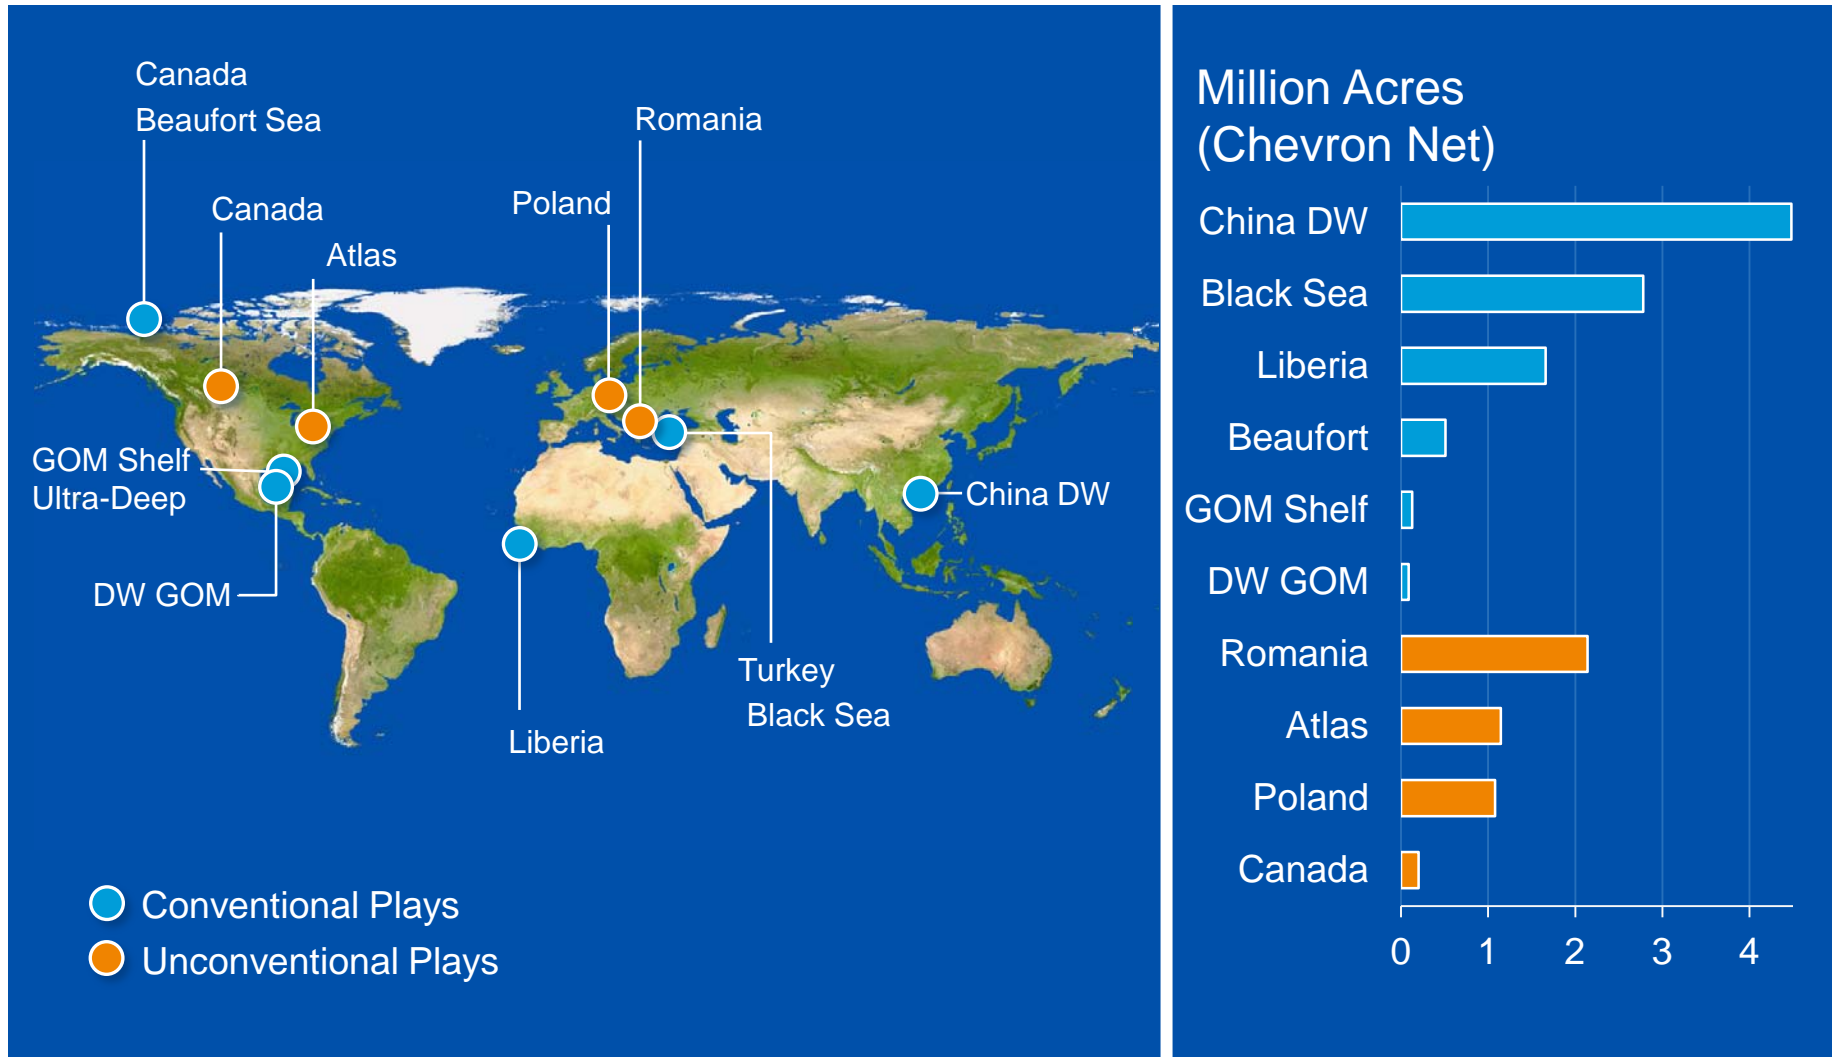 Canada
Beaufort Sea
Romania
Canada
Poland
Atlas
GOM Shelf
Ultra-Deep
China DW
DW GOM
Turkey
Black Sea
Liberia
Conventional Plays
Unconventional Plays
Million Acres
(Chevron Net)
China DW
Black Sea
Liberia
Beaufort
GOM Shelf
DW GOM
Romania
Atlas
Poland
Canada
0 1 2 3 4